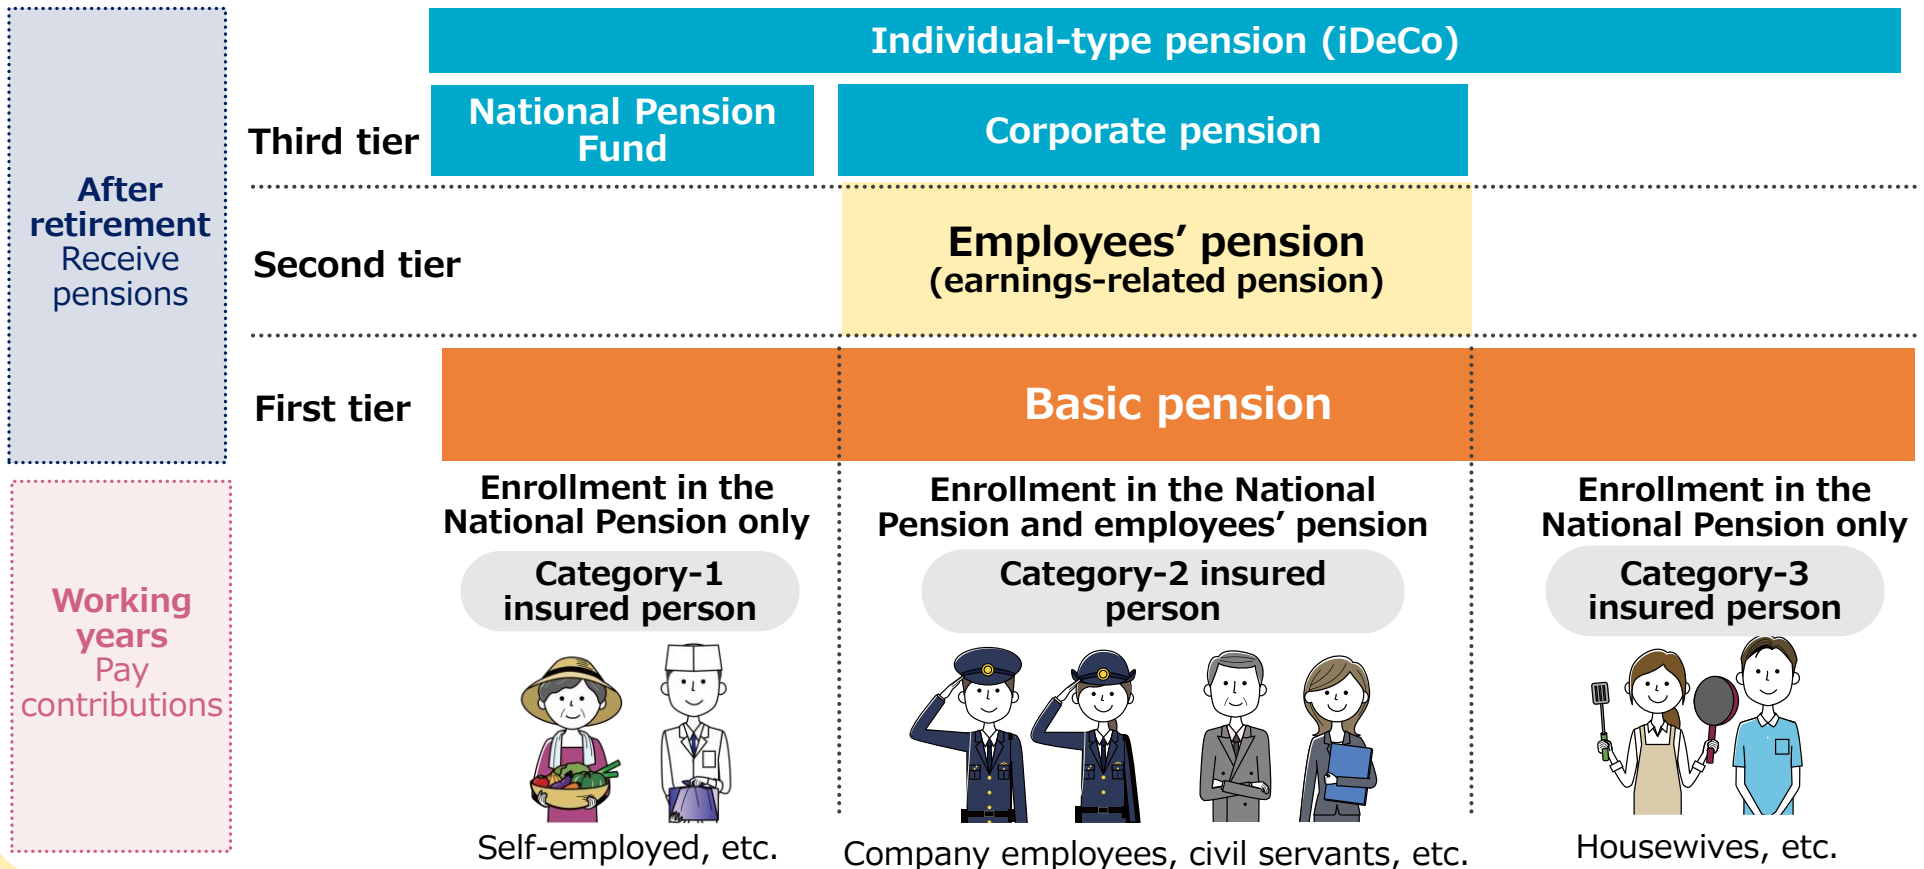 Individual-type pension (iDeCo)
Third tier
National Pension
Fund
Corporate pension
After
retirement
Receive
pensions
Second tier
Employees’ pension
(earnings-related pension)
First tier
Basic pension
Working
years
Pay
contributions
Enrollment in the
National Pension only
Category-1
insured person
Self-employed, etc.
Enrollment in the National
Pension and employees’ pension
Category-2 insured
person
Company employees, civil servants, etc.
Enrollment in the
National Pension only
Category-3
insured person
Housewives, etc.